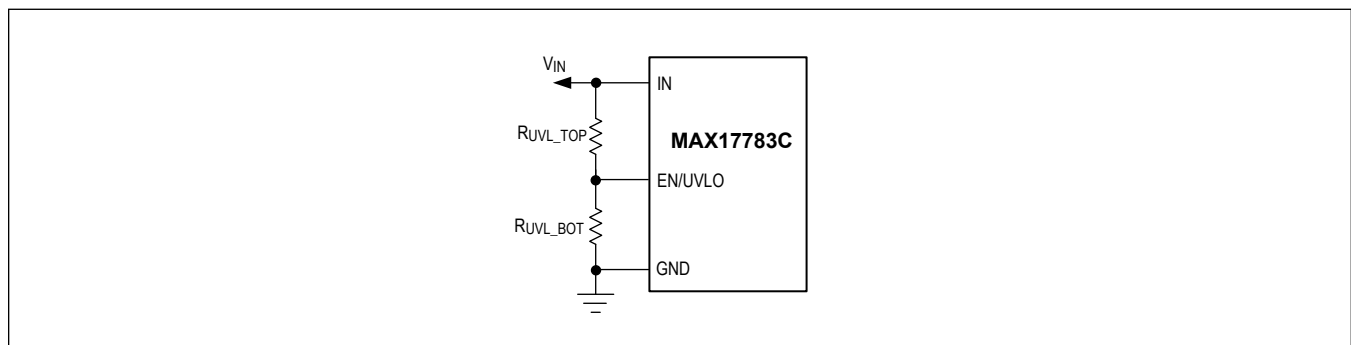 VIN
IN
RUVL_TOP
MAX17783C
EN/UVLO
RUVL_BOT
GND